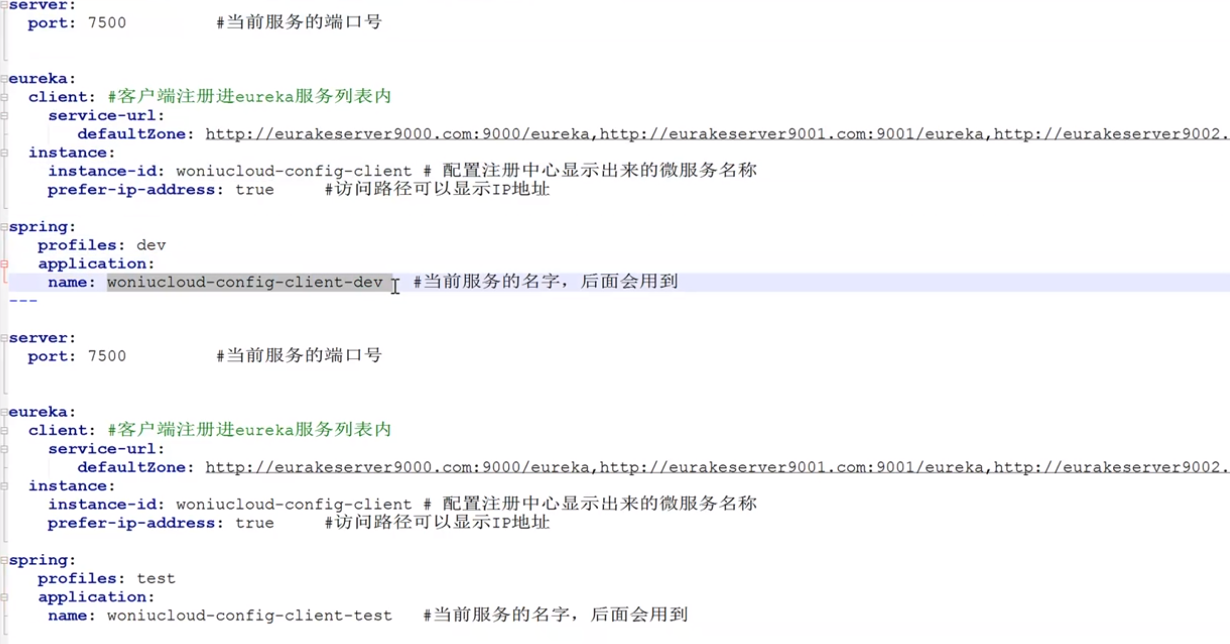 server:
port: 7500 #当前服务的端口号
eureka:
client: #客户端注册进eureka服务列表内
service-url:
defaultZone: http://eurakeserver9000.com:9000/eureka,http://eurakeserver9001.com:9001/eureka,http://eurakeserver9002.
instance:
instance-id: woniucloud-config-client # 配置注册中心显示出来的微服务名称
prefer-ip-address: true #访问路径可以显示IP地址
spring:
profiles: dev
application:
name: woniucloud-config-client-dev #当前服务的名字，后面会用到
---
server:
port: 7500 #当前服务的端口号
eureka:
client: #客户端注册进eureka服务列表内
service-url:
defaultZone: http://eurakeserver9000.com:9000/eureka,http://eurakeserver9001.com:9001/eureka,http://eurakeserver9002.
instance:
instance-id: woniucloud-config-client # 配置注册中心显示出来的微服务名称
prefer-ip-address: true #访问路径可以显示IP地址
spring:
profiles: test
application:
name: woniucloud-config-client-test #当前服务的名字，后面会用到